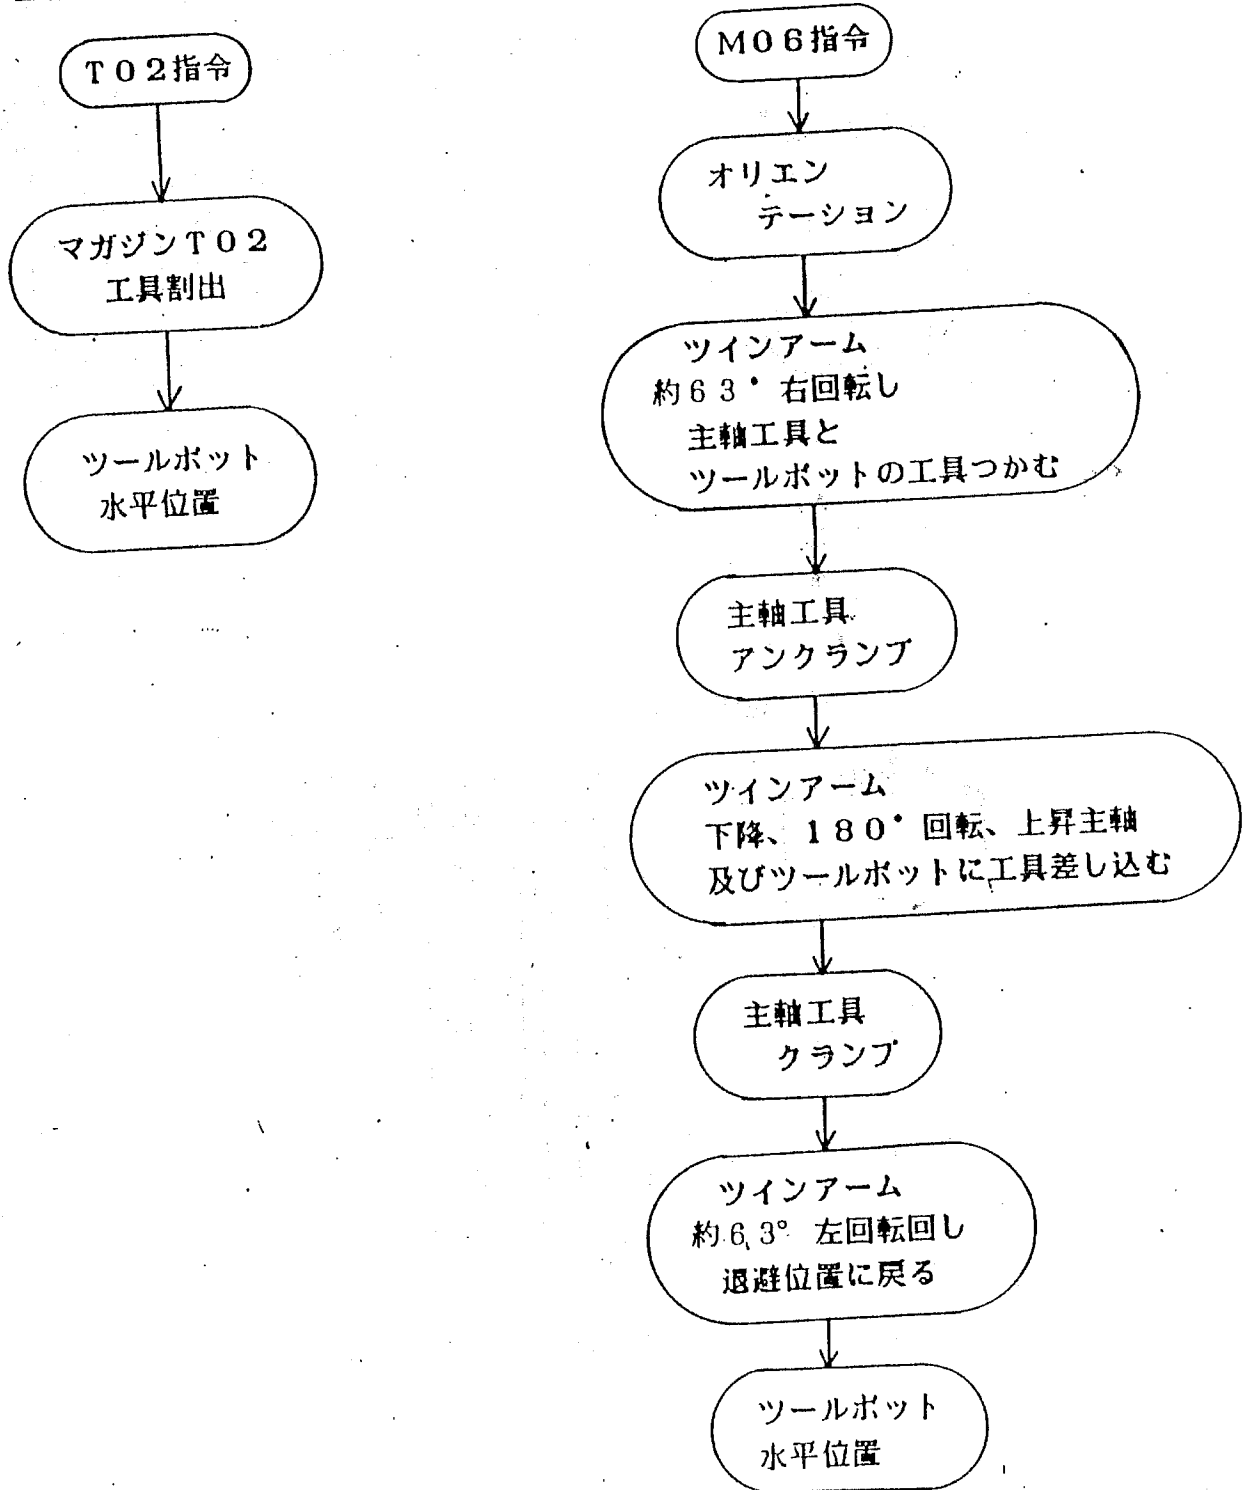 T02指令
マガジンT02
工具割出
ツールポット
水平位置
M06指令
オリエン
テーション
ツインアーム
約63°右回転し
主軸工具と
ツールポットの工具つかむ
主軸工具
アンクランプ
ツインアーム
下降、180°回転、上昇主軸
及びツールポットに工具差し込む
主軸工具
クランプ
ツインアーム
約63°左回転回し
退避位置に戻る
ツールポット
水平位置